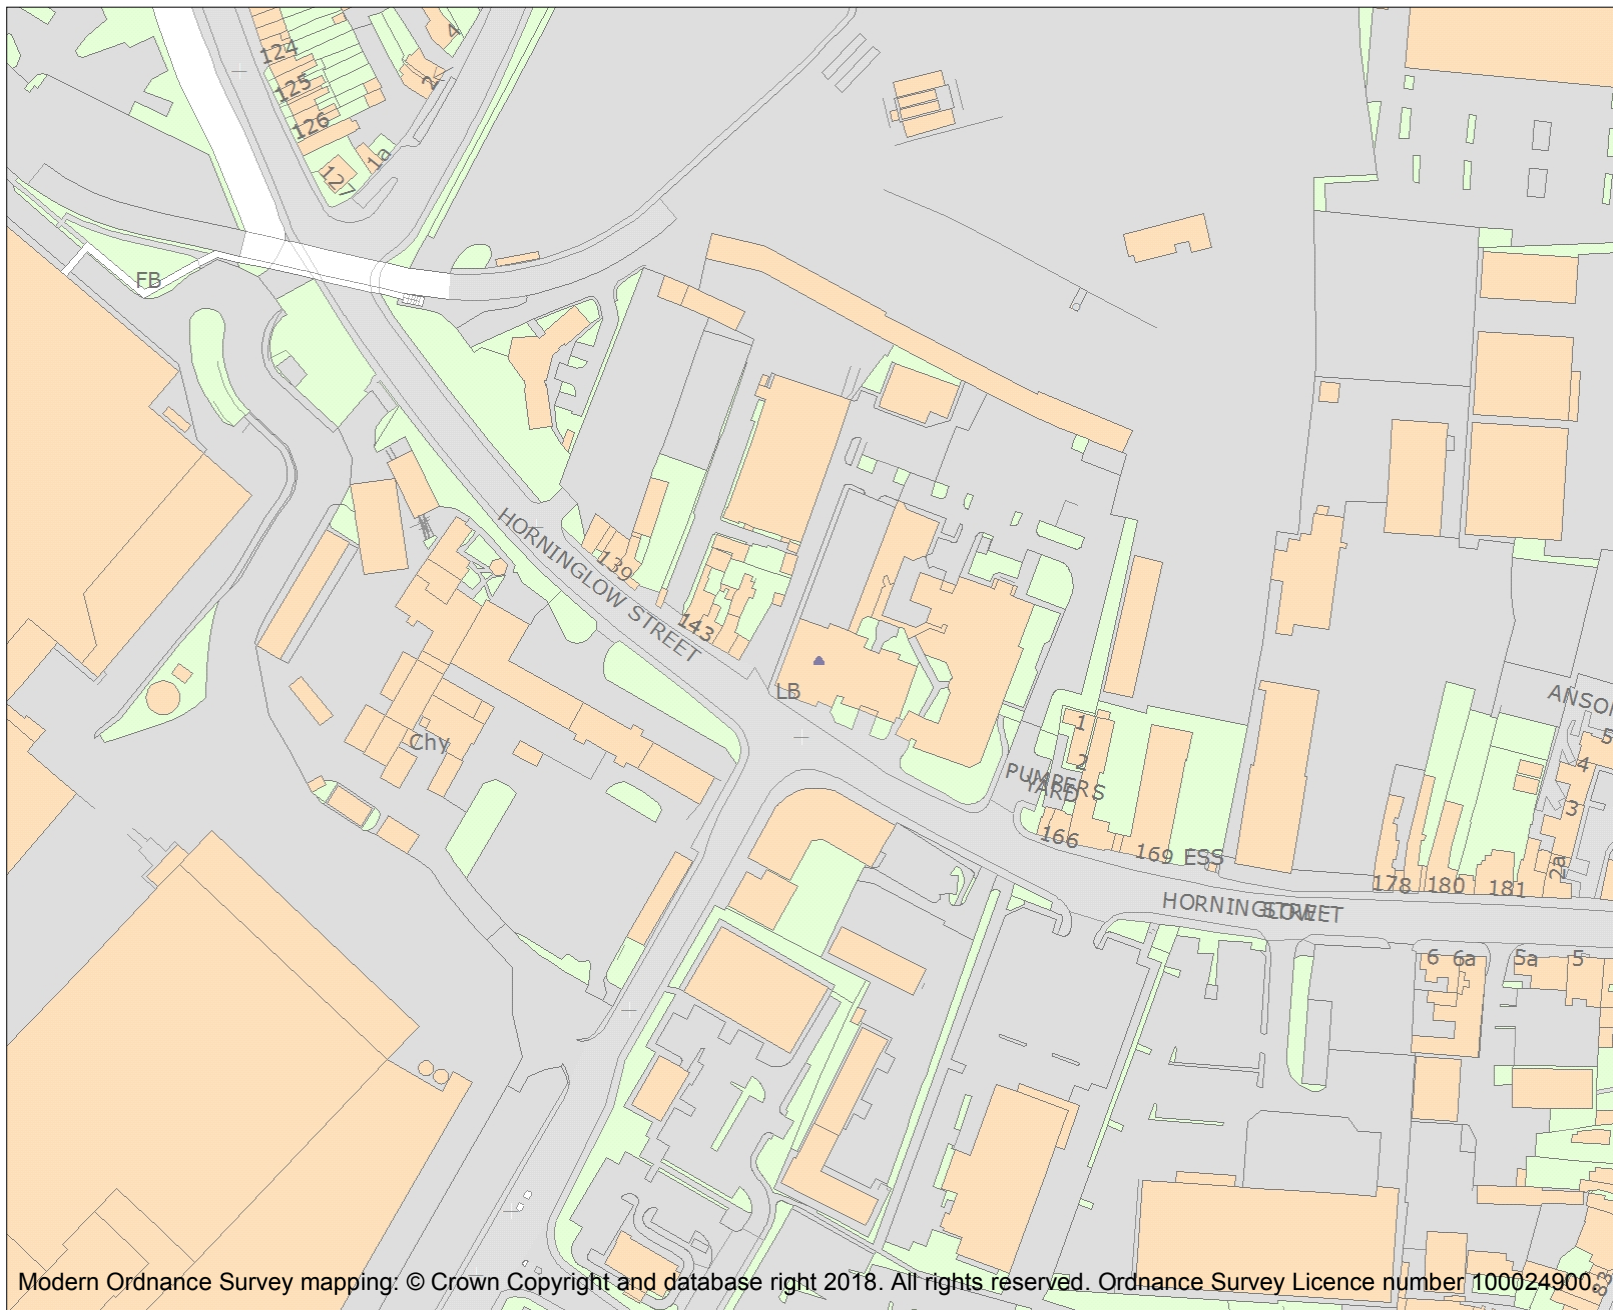 124
4
125
2
126
1a
127
FB
HORNINGLOW STREET
139
143
LB
ANSO
1
5
Chy
2
4
PUMPERS
YARD
3
166
169 ESS
2a
178 180 181
HORNINGLOW
STREET
6 6a 5a 5
Modern Ordnance Survey mapping: © Crown Copyright and database right 2018. All rights reserved. Ordnance Survey Licence number 100024900.